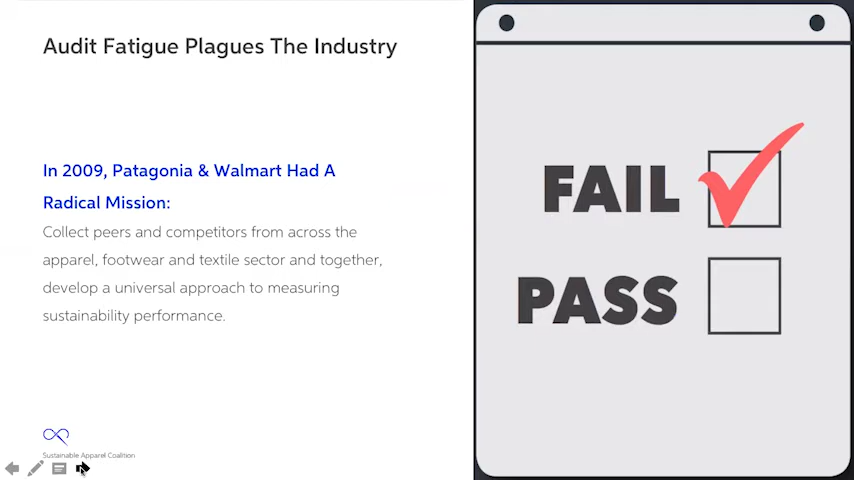 Audit Fatigue Plagues The Industry
In 2009, Patagonia & Walmart Had A
Radical Mission:
Collect peers and competitors from across the
apparel, footwear and textile sector and together,
develop a universal approach to measuring
sustainability performance.
Sustainable Apparel Coalition
FAIL
PASS